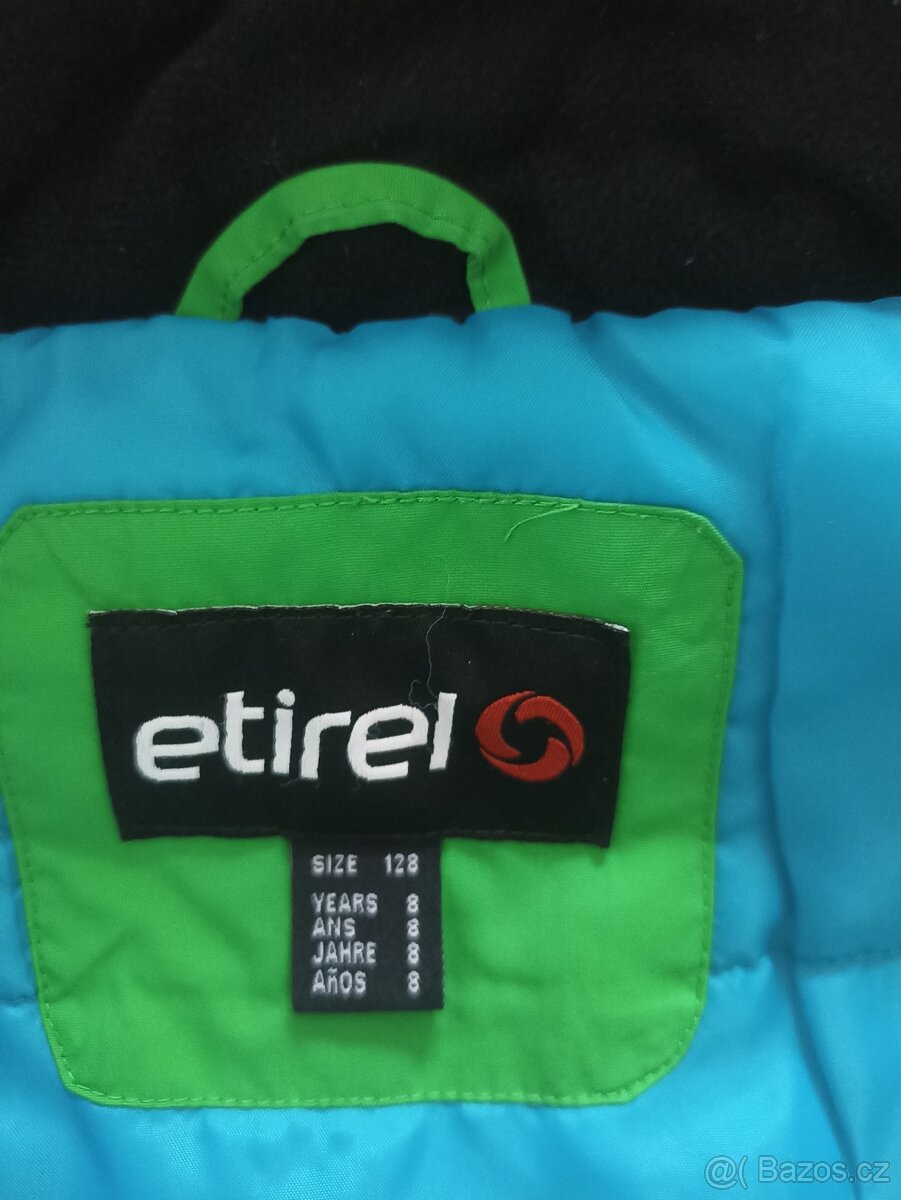 etirel
SIZE 128
YEARS 8
ANS 8
JAHRE 8
AÑOS 8
@( Bazos.cz